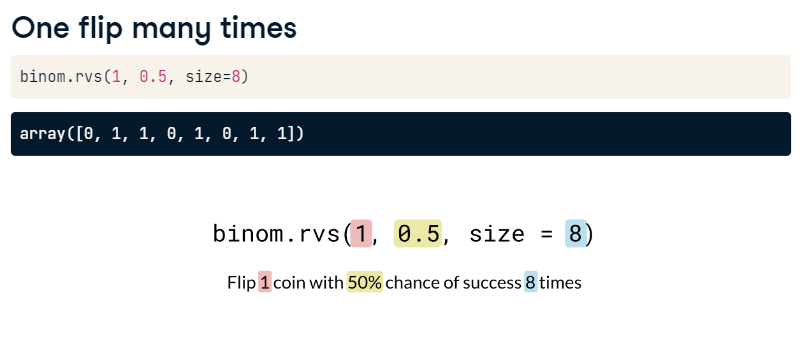 One flip many times
binom.rvs(1, 0.5, size=8)
array([0, 1, 1, 0, 1, 0, 1, 1])
binom.rvs(1, 0.5, size = 8)
Flip 1 coin with 50% chance of success 8 times